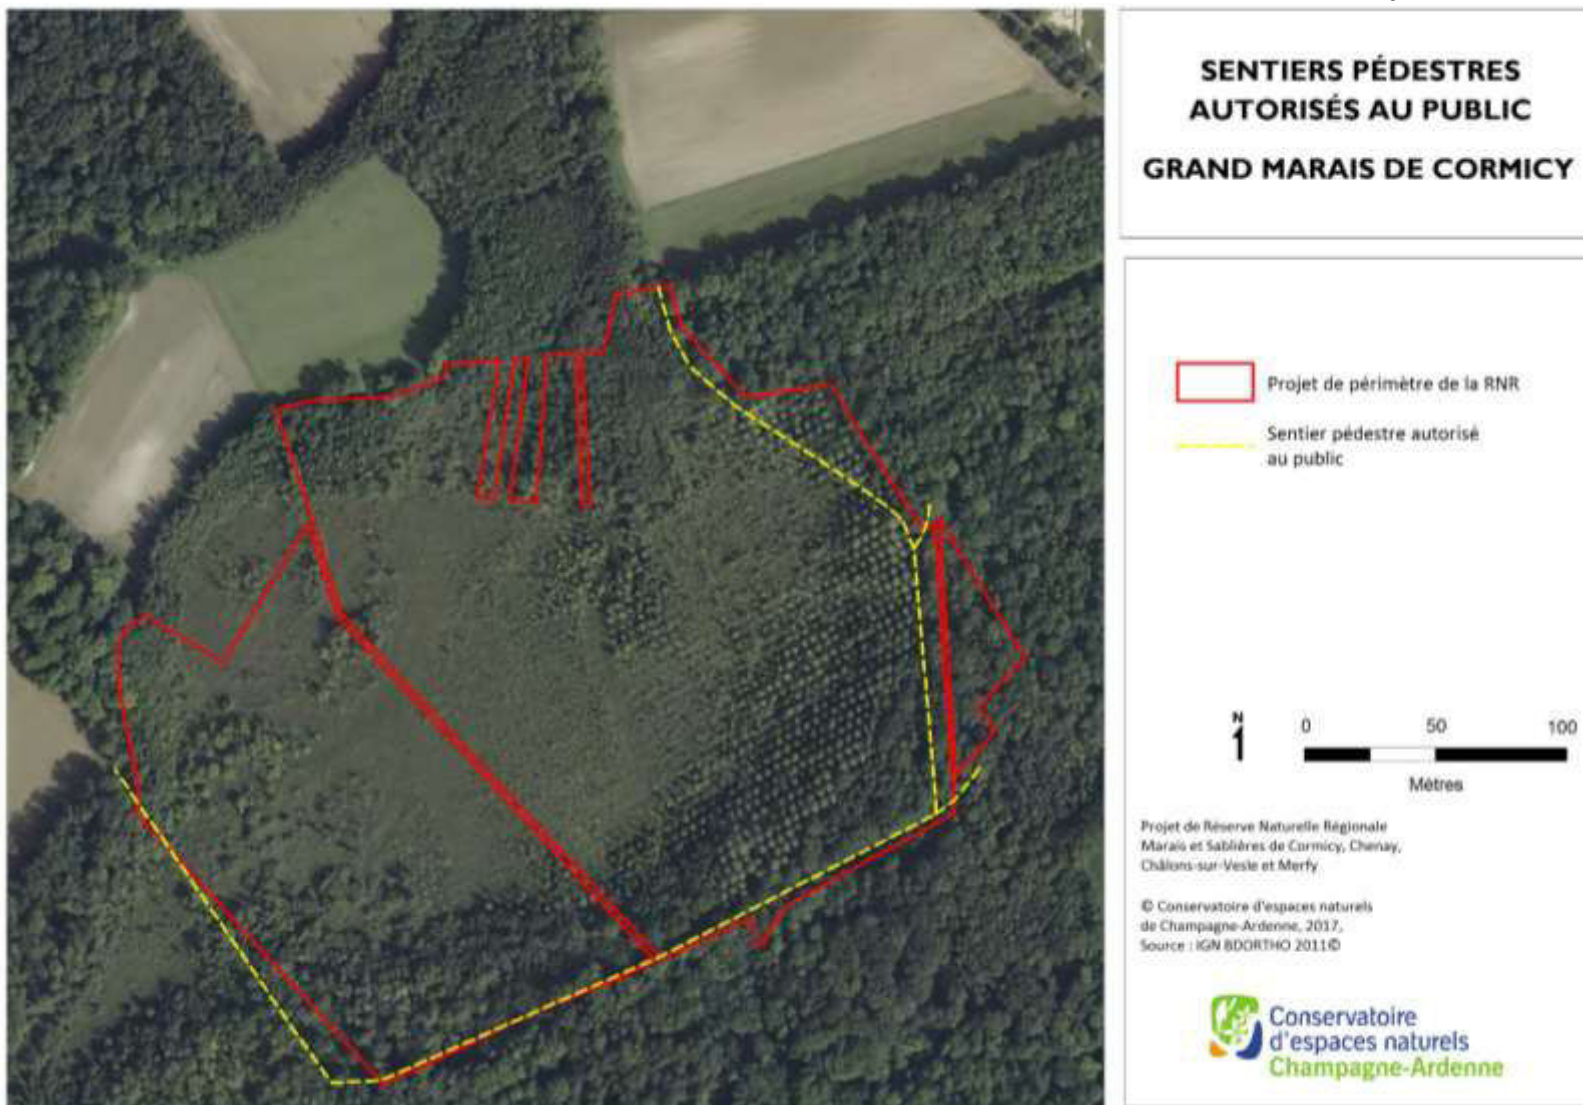 SENTIERS PÉDESTRES
AUTORISÉS AU PUBLIC
GRAND MARAIS DE CORMICY
Projet de périmètre de la RNR
Sentier pédestre autorisé
au public
N
0 50 100
Mètres
Projet de Réserve Naturelle Régionale
Marais et Sablières de Cormicy, Chenay,
Châlons-sur-Vesle et Merfy
© Conservatoire d'espaces naturels
de Champagne-Ardenne, 2017,
Source : IGN BDORTHO 2011©
Conservatoire
d'espaces naturels
Champagne-Ardenne